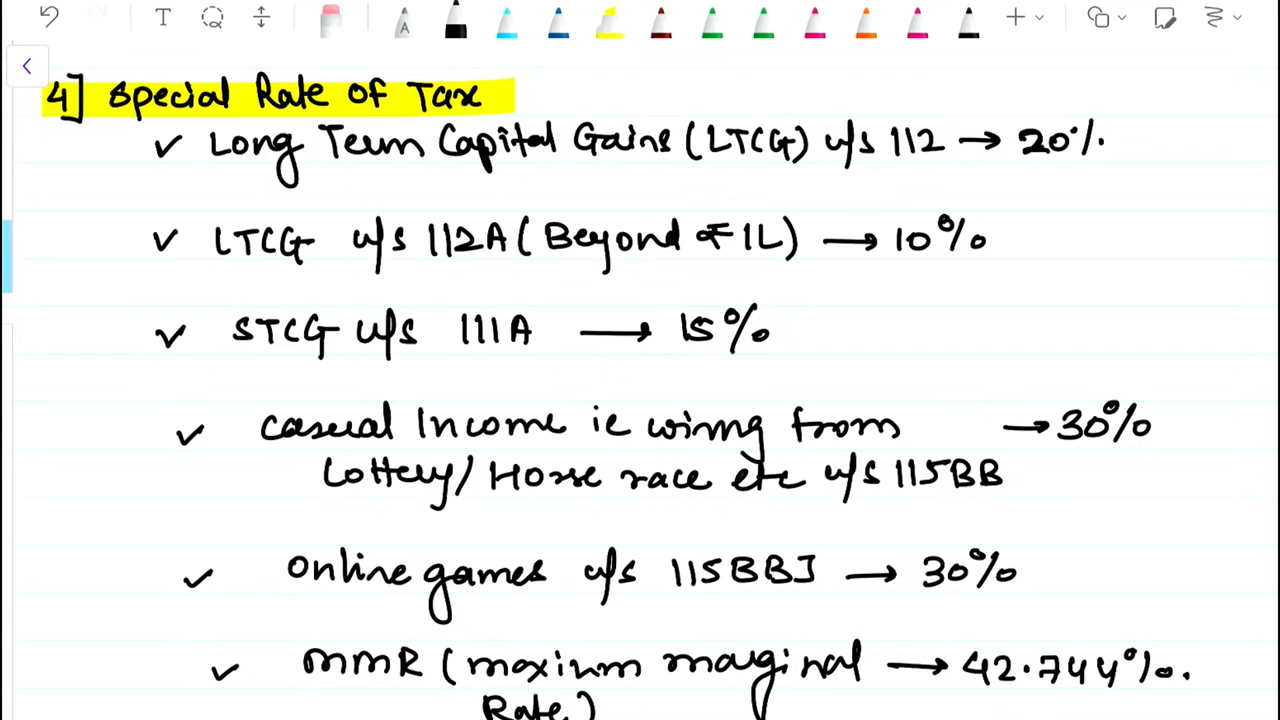 4] Special Rate of Tax
✓ Long Term Capital Gains (LTCG) u/s 112 → 20%.
✓ LTCG u/s 112A (Beyond ₹ 1L) → 10%
✓ STCG u/s 111A → 15%
✓ Casual Income ie winng from → 30%
Lottery/ Horse race etc u/s 115BB
✓ Online games u/s 115BBJ → 30%
✓ MMR (maximum marginal → 42.744%.
Rate)